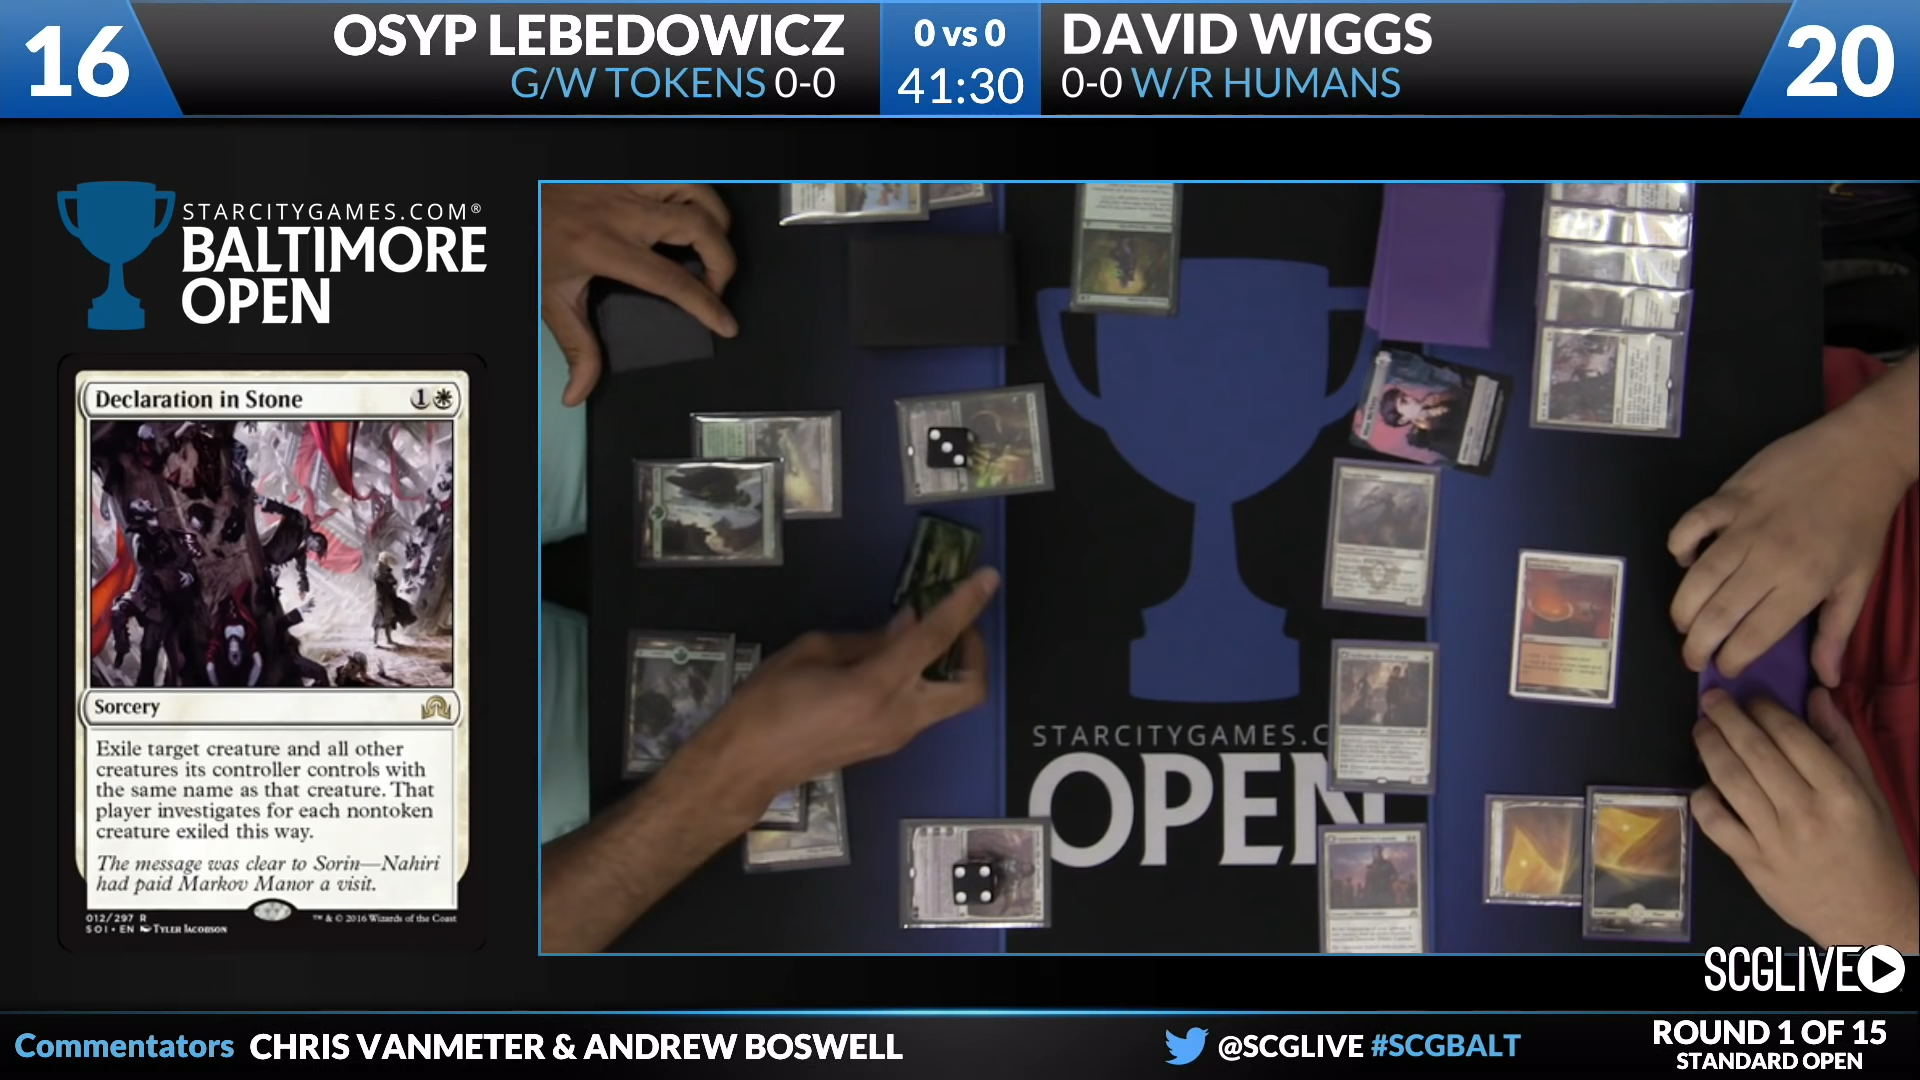 16
OSYP LEBEDOWICZ
G/W TOKENS 0-0
0 vs 0
41:30
DAVID WIGGS
0-0 W/R HUMANS
20
STARCITYGAMES.COM®
BALTIMORE
OPEN
Declaration in Stone 1
Sorcery
Exile target creature and all other
creatures its controller controls with
the same name as that creature. That
player investigates for each nontoken
creature exiled this way.
The message was clear to Sorin—Nahiri
had paid Markov Manor a visit.
012/297 R
SOI • EN TYLER JACOBSON
™ & © 2016 Wizards of the Coast
STARCITYGAMES.C
OPEN
SCGLIVE
Commentators CHRIS VANMETER & ANDREW BOSWELL
@SCGLIVE #SCGBALT
ROUND 1 OF 15
STANDARD OPEN